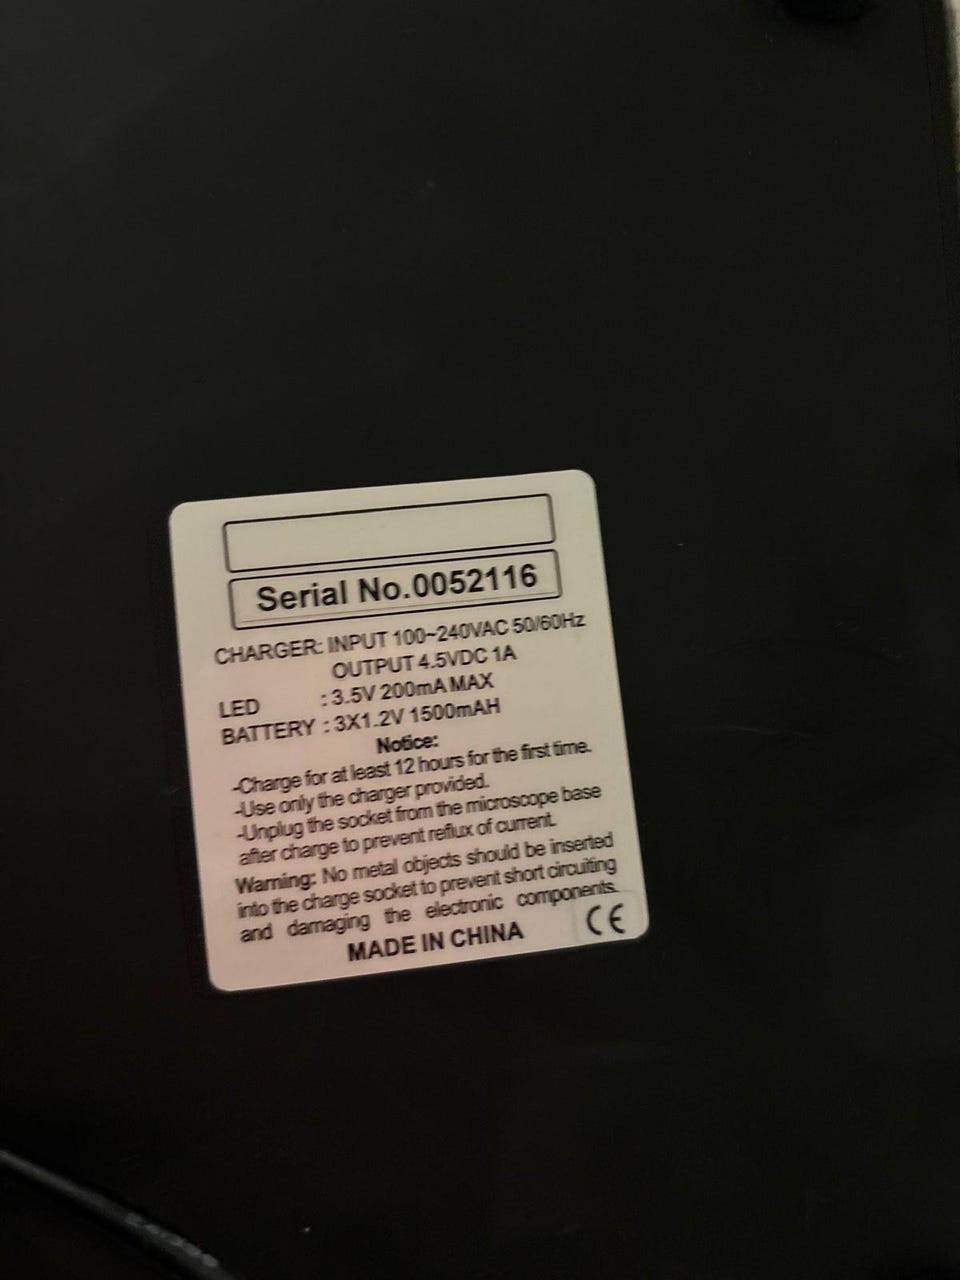 Serial No.0052116
CHARGER: INPUT 100~240VAC 50/60Hz
OUTPUT 4.5VDC 1A
LED : 3.5V 200mA MAX
BATTERY : 3X1.2V 1500mAH
Notice:
-Charge for at least 12 hours for the first time.
-Use only the charger provided.
-Unplug the socket from the microscope base
after charge to prevent reflux of current.
Warning: No metal objects should be inserted
into the charge socket to prevent short circuiting
and damaging the electronic components.
MADE IN CHINA CE